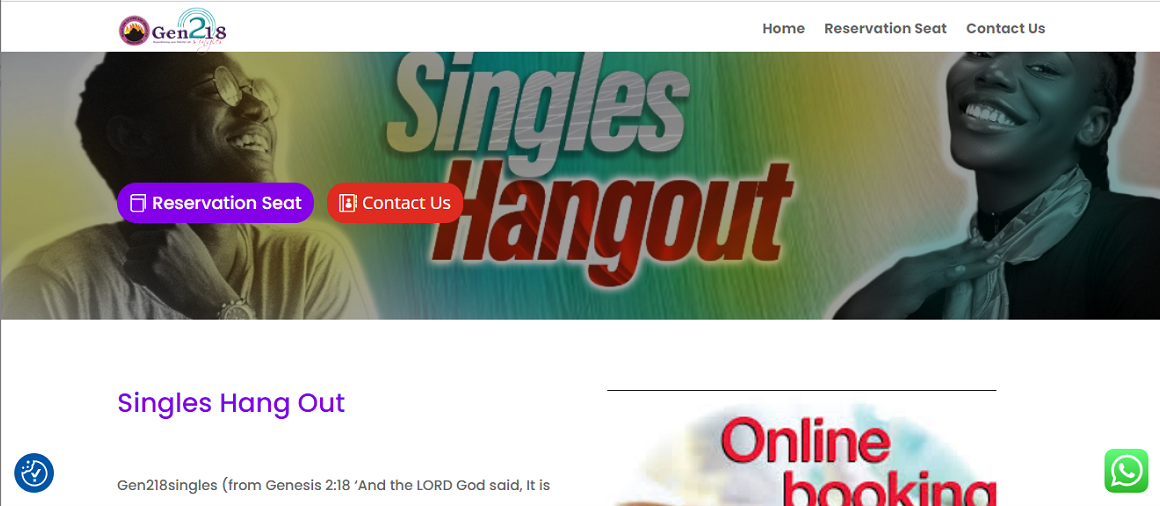 Gen218
Singles
Home Reservation Seat Contact Us
Singles
Hangout
Reservation Seat Contact Us
Singles Hang Out
Online
booking
Gen218singles (from Genesis 2:18 ‘And the LORD God said, It is